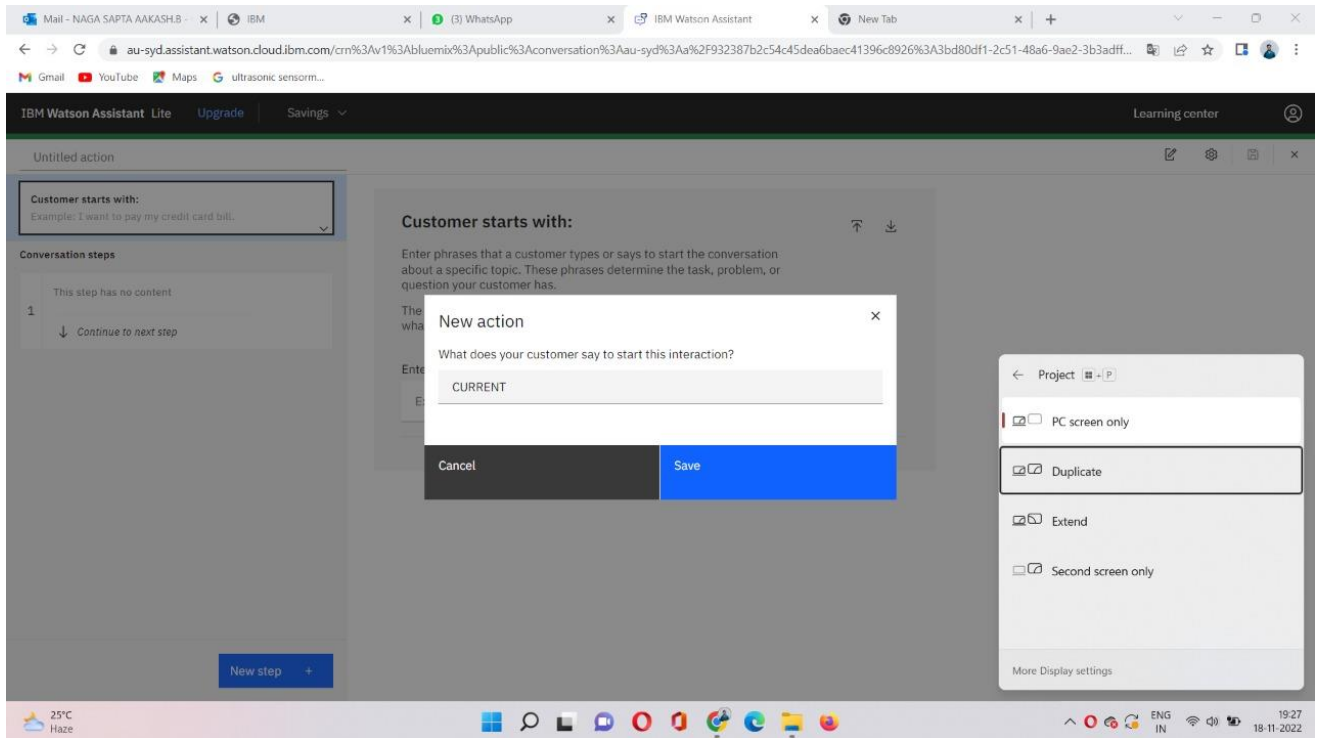 Mail - NAGA SAPTA AAKASH.B -
IBM
(3) WhatsApp
IBM Watson Assistant
New Tab
au-syd.assistant.watson.cloud.ibm.com/crn%3Av1%3Abluemix%3Apublic%3Aconversation%3Aau-syd%3Aa%2F932387b2c54c45dea6baec41396c8926%3A3bd80df1-2c51-48a6-9ae2-3b3adff...
Gmail
YouTube
Maps
ultrasonic sensorm...
IBM Watson Assistant Lite
Upgrade
Savings
Learning center
Untitled action
Customer starts with:
Example: I want to pay my credit card bill.
Conversation steps
1
This step has no content
Continue to next step
New step +
Customer starts with:
Enter phrases that a customer types or says to start the conversation
about a specific topic. These phrases determine the task, problem, or
question your customer has.
The
wha
Ente
E
New action
What does your customer say to start this interaction?
CURRENT
Cancel
Save
Project + P
PC screen only
Duplicate
Extend
Second screen only
More Display settings
25°C
Haze
ENG
IN
19:27
18-11-2022